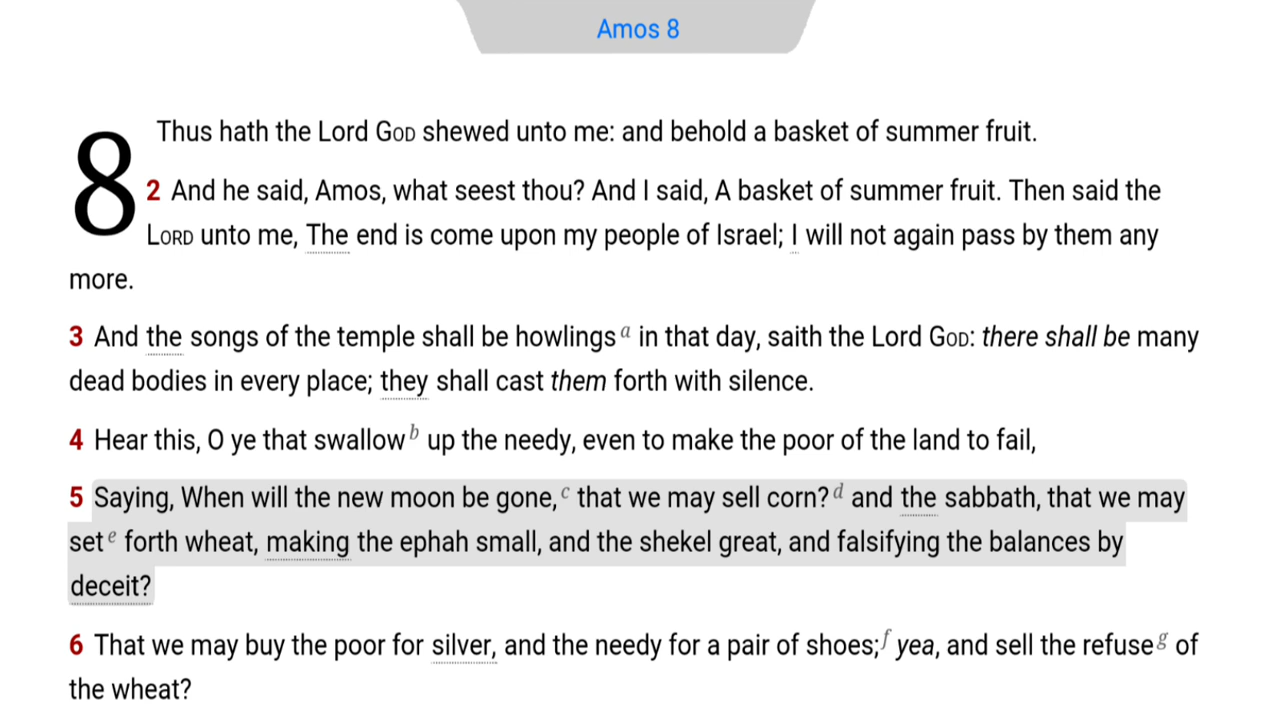 Amos 8
8 Thus hath the Lord GOD shewed unto me: and behold a basket of summer fruit.
2 And he said, Amos, what seest thou? And I said, A basket of summer fruit. Then said the
LORD unto me, The end is come upon my people of Israel; I will not again pass by them any
more.
3 And the songs of the temple shall be howlings a in that day, saith the Lord GOD: there shall be many
dead bodies in every place; they shall cast them forth with silence.
4 Hear this, O ye that swallow b up the needy, even to make the poor of the land to fail,
5 Saying, When will the new moon be gone, c that we may sell corn? d and the sabbath, that we may
set e forth wheat, making the ephah small, and the shekel great, and falsifying the balances by
deceit?
6 That we may buy the poor for silver, and the needy for a pair of shoes; f yea, and sell the refuse g of
the wheat?